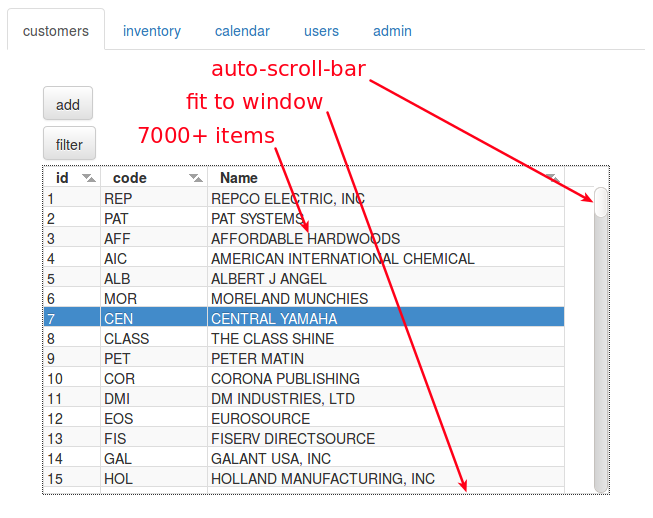 customers inventory calendar users admin
auto-scroll-bar
add
fit to window
filter
7000+ items
id code Name
1 REP REPCO ELECTRIC, INC
2 PAT PAT SYSTEMS
3 AFF AFFORDABLE HARDWOODS
4 AIC AMERICAN INTERNATIONAL CHEMICAL
5 ALB ALBERT J ANGEL
6 MOR MORELAND MUNCHIES
7 CEN CENTRAL YAMAHA
8 CLASS THE CLASS SHINE
9 PET PETER MATIN
10 COR CORONA PUBLISHING
11 DMI DM INDUSTRIES, LTD
12 EOS EUROSOURCE
13 FIS FISERV DIRECTSOURCE
14 GAL GALANT USA, INC
15 HOL HOLLAND MANUFACTURING, INC